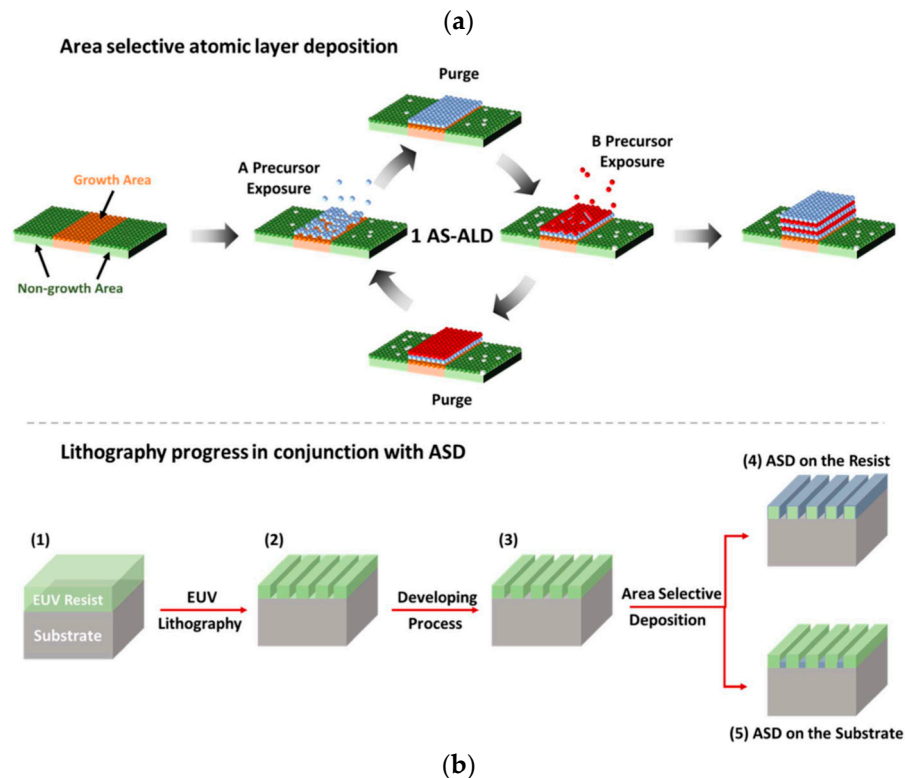 (a)
Area selective atomic layer deposition
Purge
A Precursor
Exposure
B Precursor
Exposure
Growth Area
1 AS-ALD
Non-growth Area
Purge
Lithography progress in conjunction with ASD
(4) ASD on the Resist
(1)
(2)
(3)
EUV Resist
Substrate
EUV
Lithography
Developing
Process
Area Selective
Deposition
(5) ASD on the Substrate
(b)